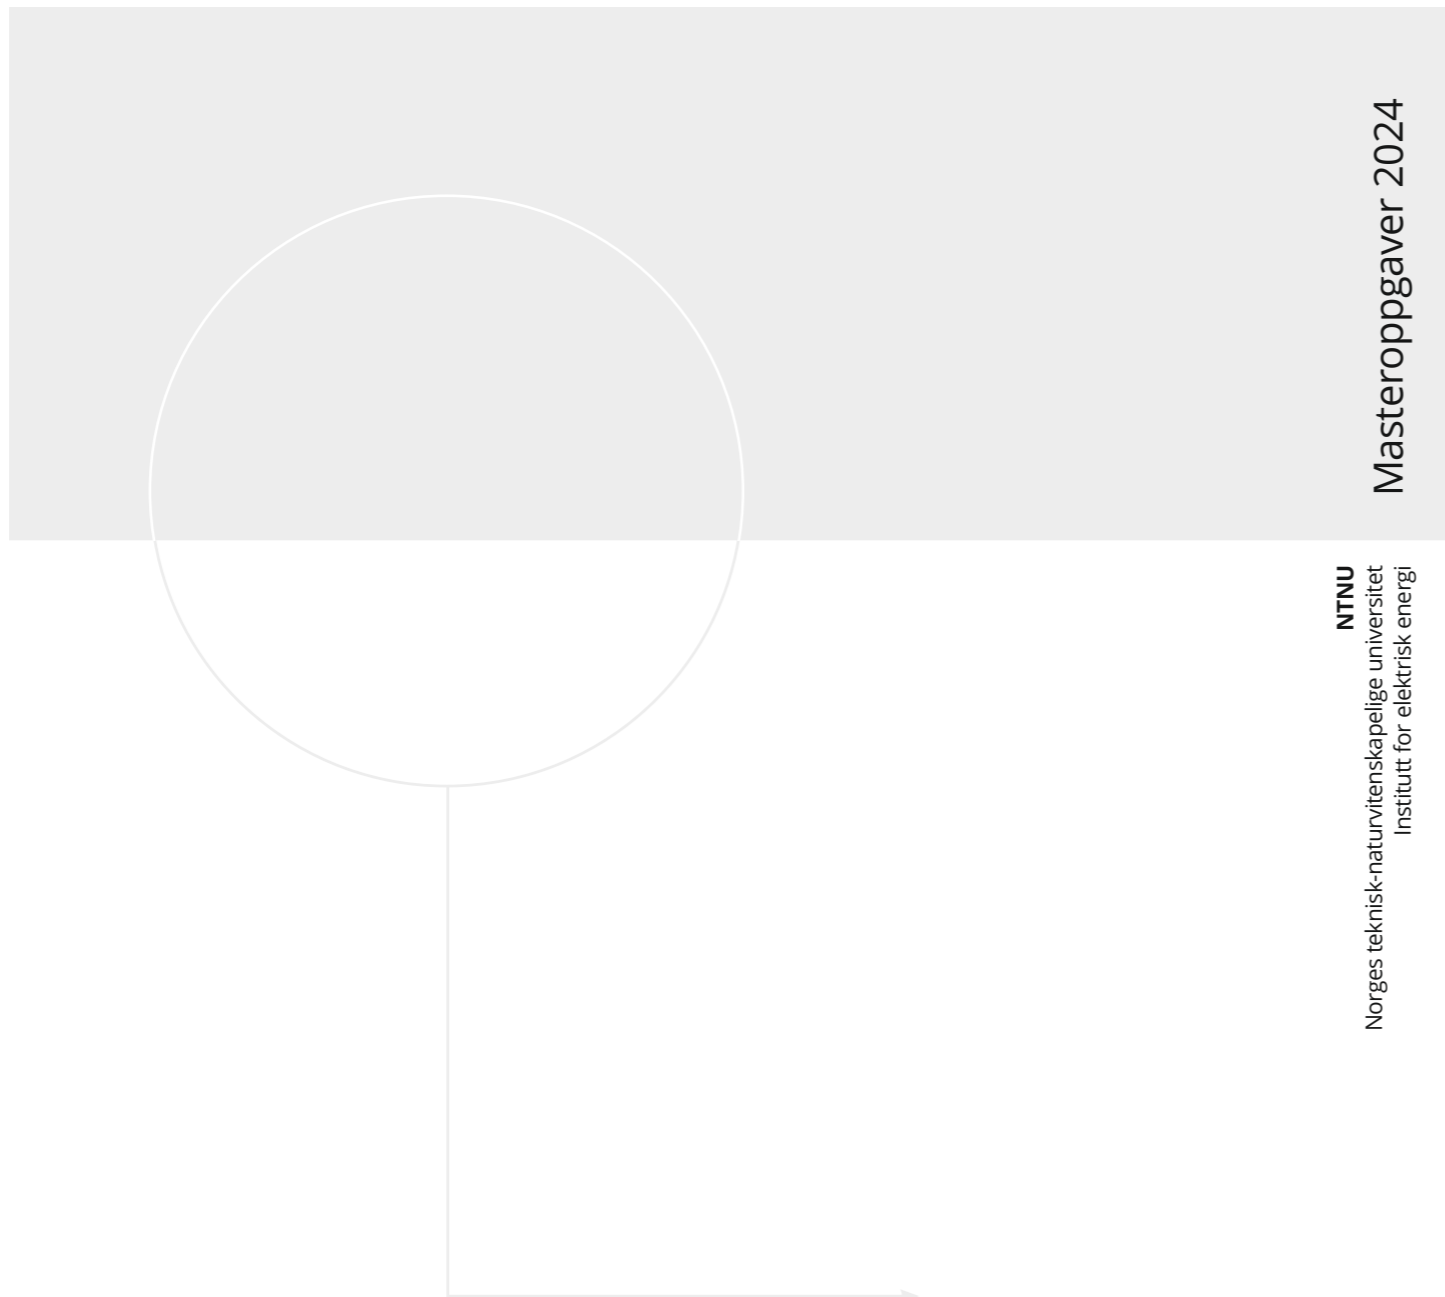 Masteroppgaver 2024
NTNU
Norges teknisk-naturvitenskapelige universitet
Institutt for elektrisk energi